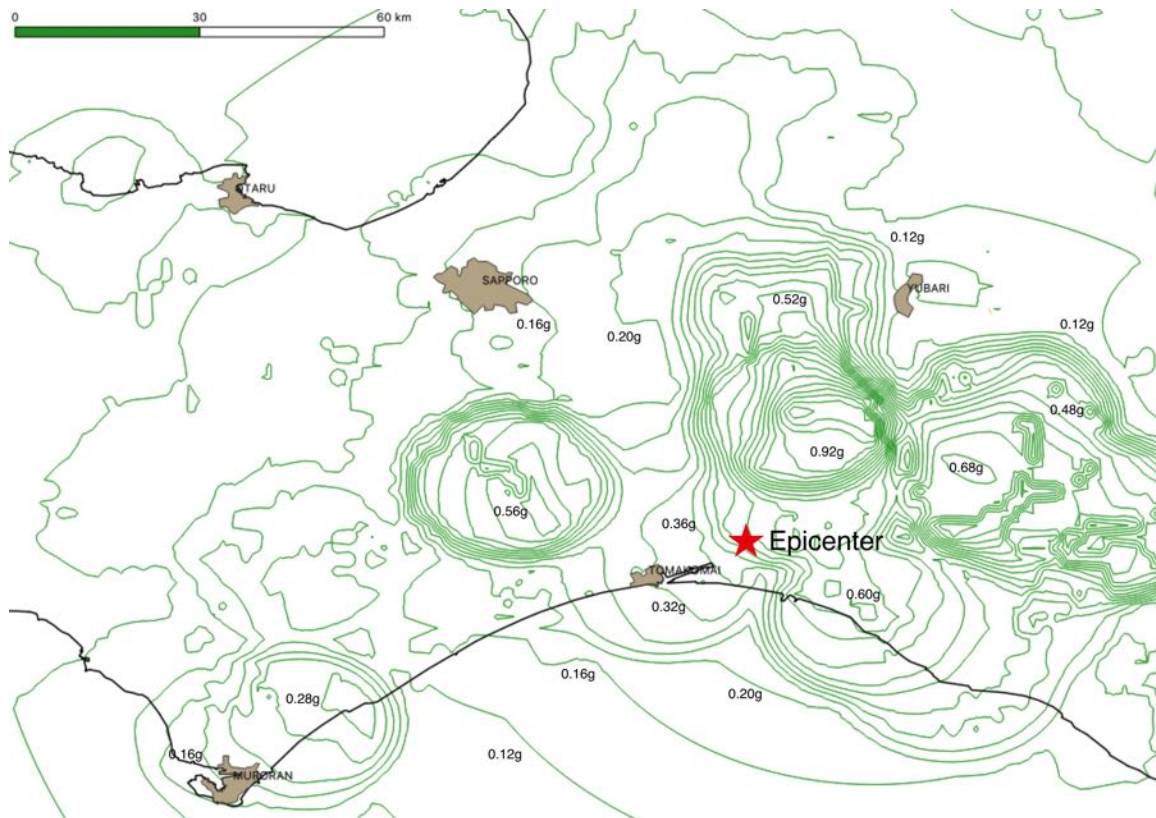 0 30 60 km
OTARU
0.12g
SAPPORO
YUBARI
0.52g
0.16g
0.12g
0.20g
0.48g
0.92g
0.68g
0.56g
0.36g
Epicenter
TOMAKOMAI
0.60g
0.32g
0.16g
0.20g
0.28g
0.16g
0.12g
MURORAN